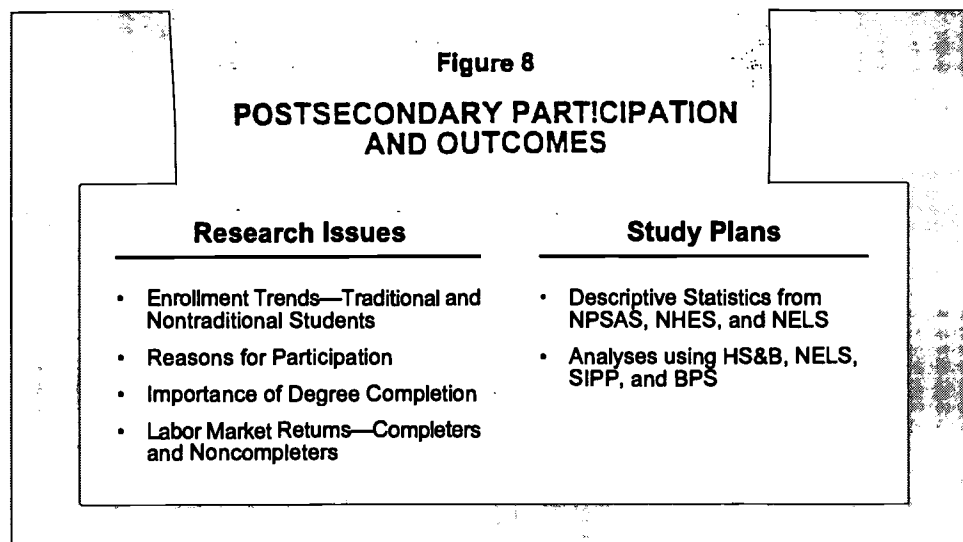 Figure 8
POSTSECONDARY PARTICIPATION
AND OUTCOMES
Research Issues
• Enrollment Trends—Traditional and
Nontraditional Students
• Reasons for Participation
• Importance of Degree Completion
• Labor Market Returns—Completers
and Noncompleters
Study Plans
• Descriptive Statistics from
NPSAS, NHES, and NELS
• Analyses using HS&B, NELS,
SIPP, and BPS